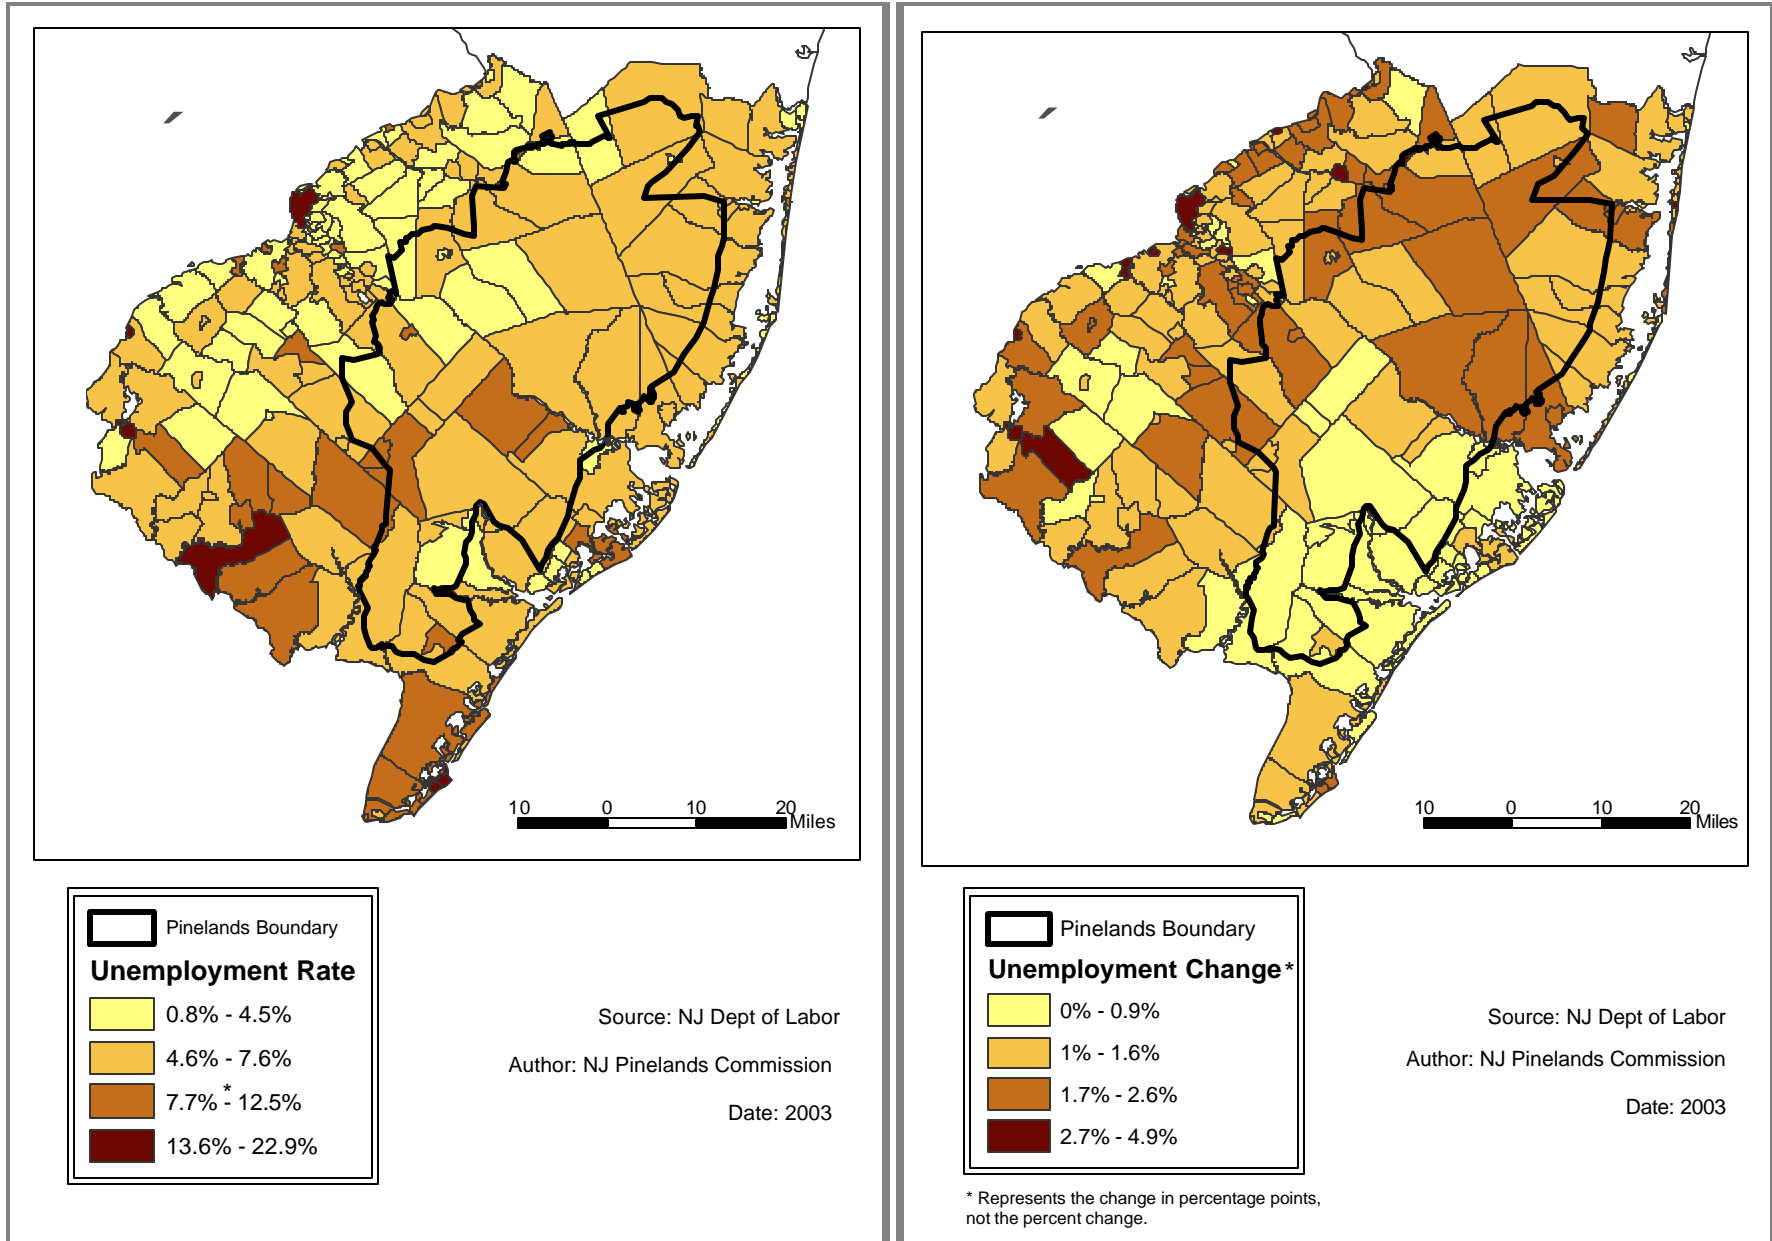 10 0 10 20
Miles
Pinelands Boundary
Unemployment Rate
0.8% - 4.5%
4.6% - 7.6%
7.7% * - 12.5%
13.6% - 22.9%
Source: NJ Dept of Labor
Author: NJ Pinelands Commission
Date: 2003
10 0 10 20
Miles
Pinelands Boundary
Unemployment Change*
0% - 0.9%
1% - 1.6%
1.7% - 2.6%
2.7% - 4.9%
* Represents the change in percentage points,
not the percent change.
Source: NJ Dept of Labor
Author: NJ Pinelands Commission
Date: 2003